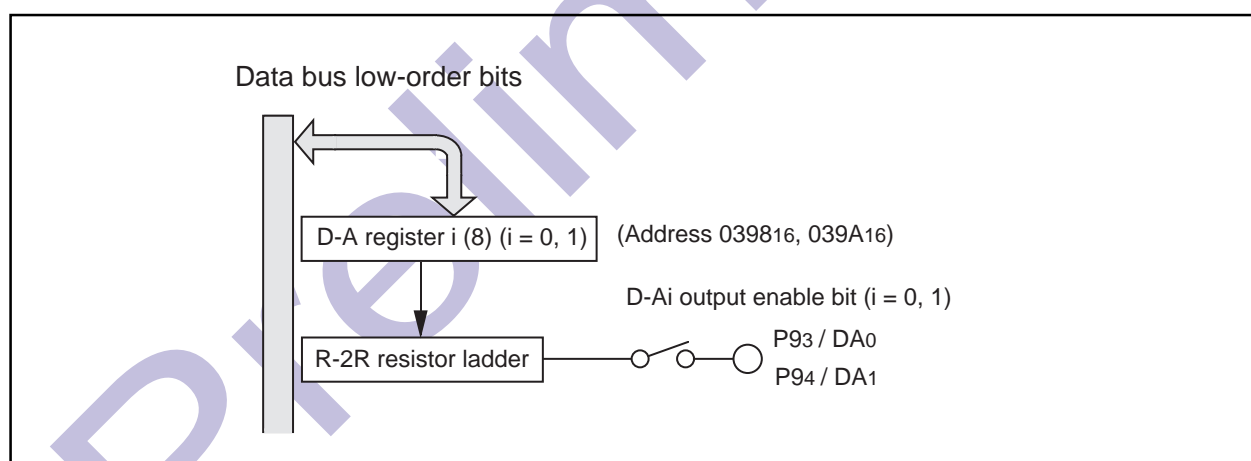 Data bus low-order bits
D-A register i (8) (i = 0, 1)
(Address 039816, 039A16)
D-Ai output enable bit (i = 0, 1)
R-2R resistor ladder
P93 / DA0
P94 / DA1
Prelim